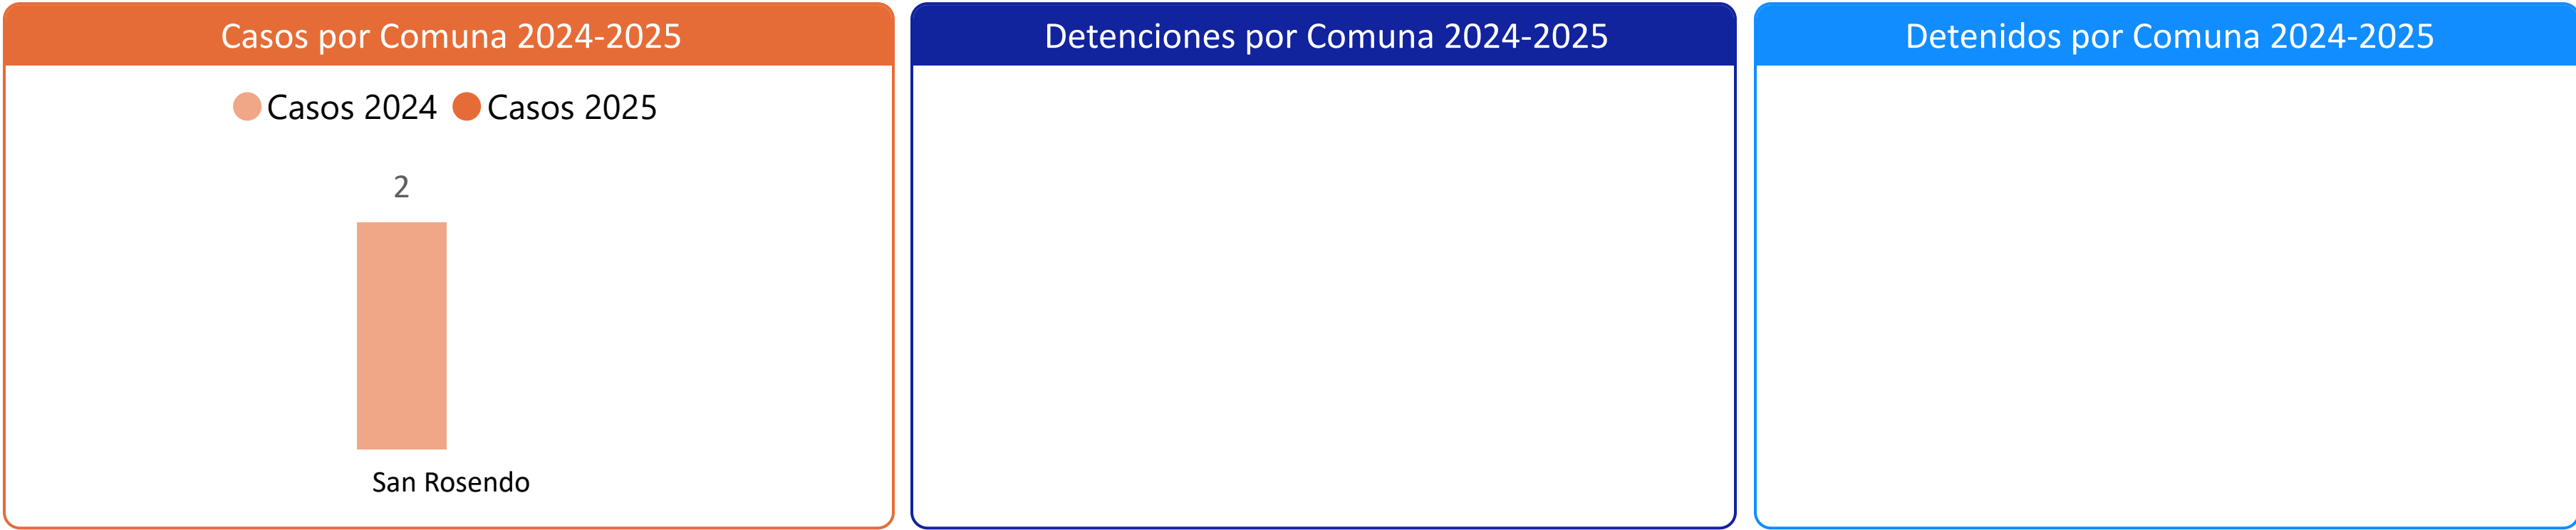 Casos por Comuna 2024-2025
Casos 2024 Casos 2025
2
San Rosendo
Detenciones por Comuna 2024-2025
Detenidos por Comuna 2024-2025